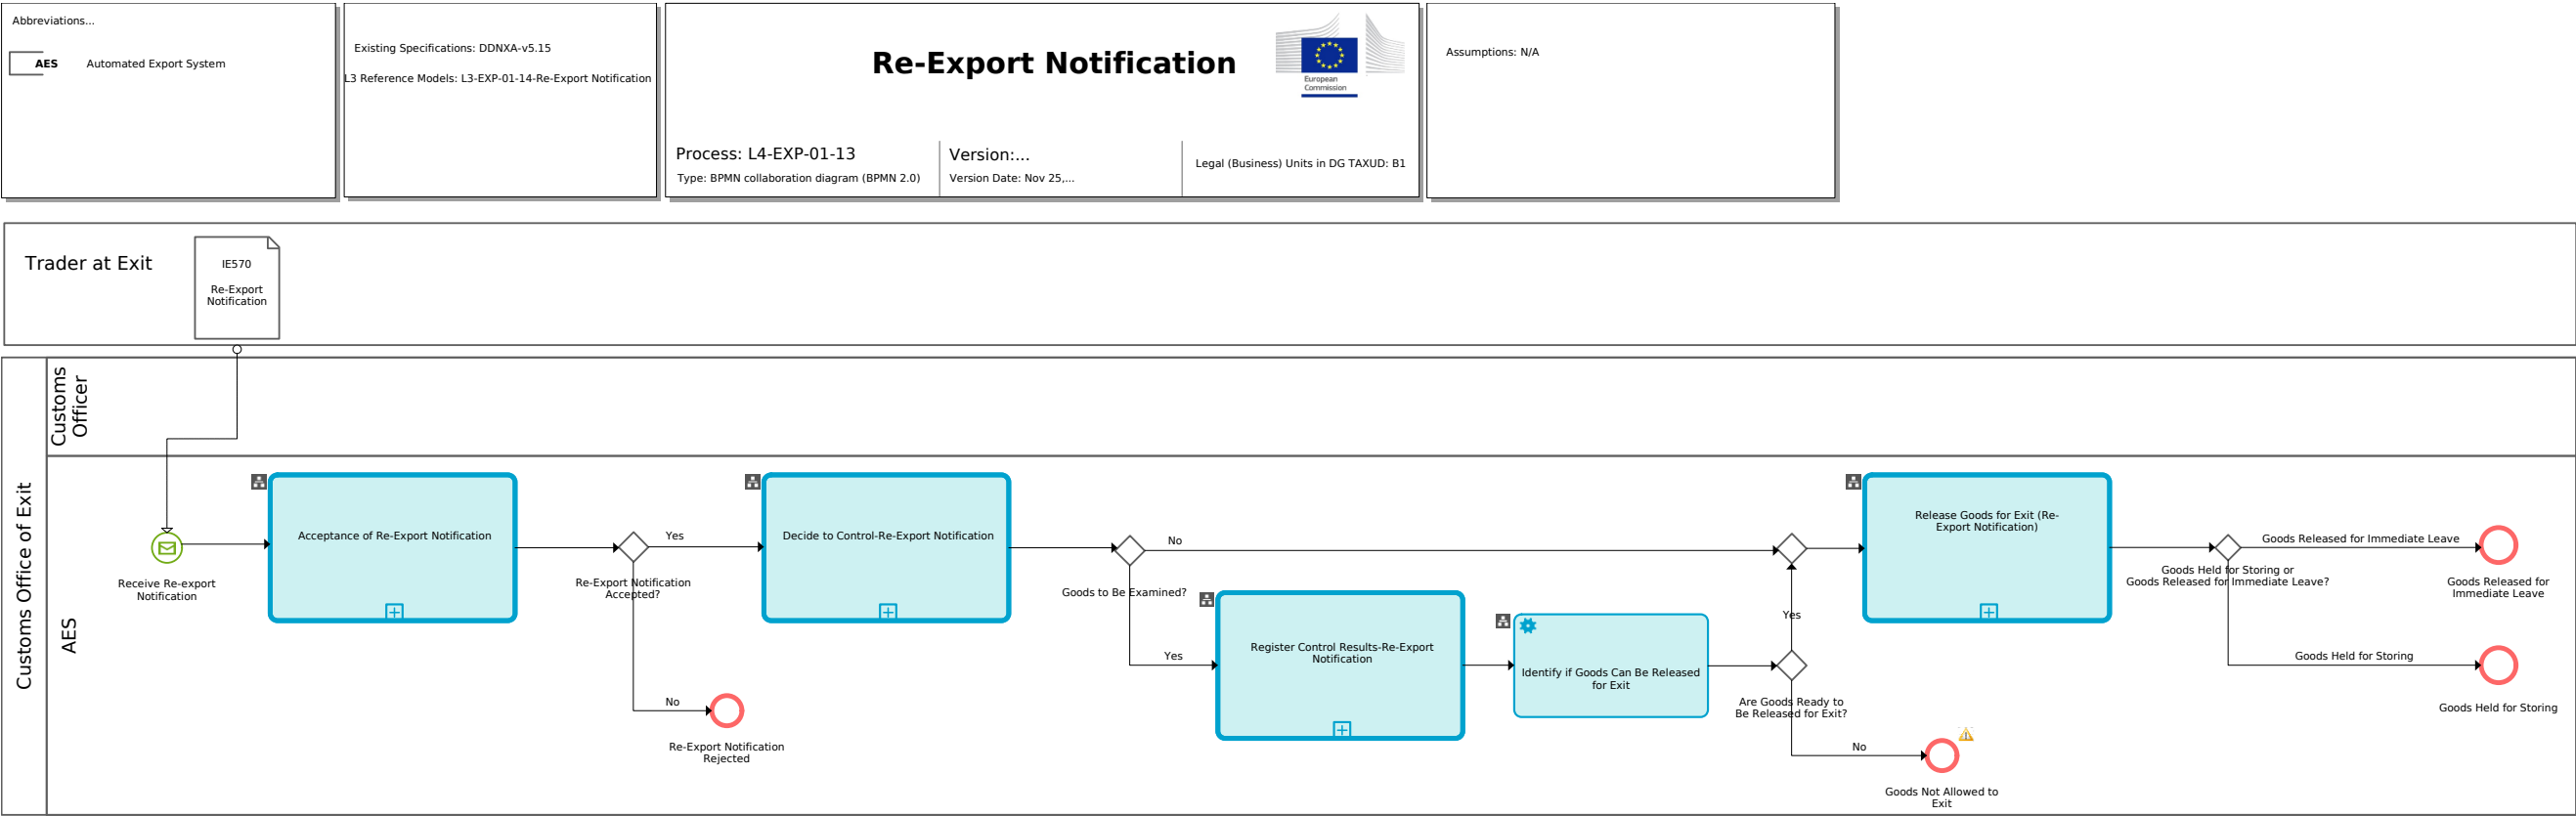 Abbreviations...
AES
Automated Export System
Existing Specifications: DDNXA-v5.15
L3 Reference Models: L3-EXP-01-14-Re-Export Notification
Re-Export Notification
European
Commission
Process: L4-EXP-01-13
Type: BPMN collaboration diagram (BPMN 2.0)
Version:...
Version Date: Nov 25,...
Legal (Business) Units in DG TAXUD: B1
Assumptions: N/A
Trader at Exit
IE570
Re-Export
Notification
Customs Office of Exit
Customs
Officer
AES
Receive Re-export
Notification
Acceptance of Re-Export Notification
Re-Export Notification
Accepted?
Yes
No
Re-Export Notification
Rejected
Decide to Control-Re-Export Notification
Goods to Be Examined?
No
Yes
Register Control Results-Re-Export
Notification
Identify if Goods Can Be Released
for Exit
Are Goods Ready to
Be Released for Exit?
Yes
No
Goods Not Allowed to
Exit
Release Goods for Exit (Re-
Export Notification)
Goods Held for Storing or
Goods Released for Immediate Leave?
Goods Released for Immediate Leave
Goods Released for
Immediate Leave
Goods Held for Storing
Goods Held for Storing